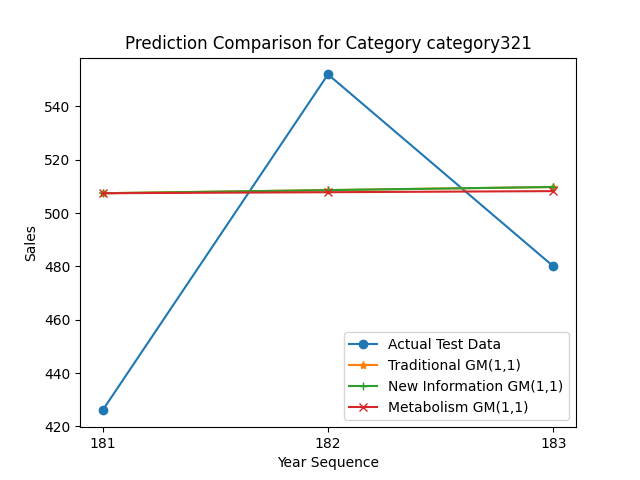 Prediction Comparison for Category category321
Sales
540
520
500
480
460
440
420
Actual Test Data
Traditional GM(1,1)
New Information GM(1,1)
Metabolism GM(1,1)
181
182
183
Year Sequence